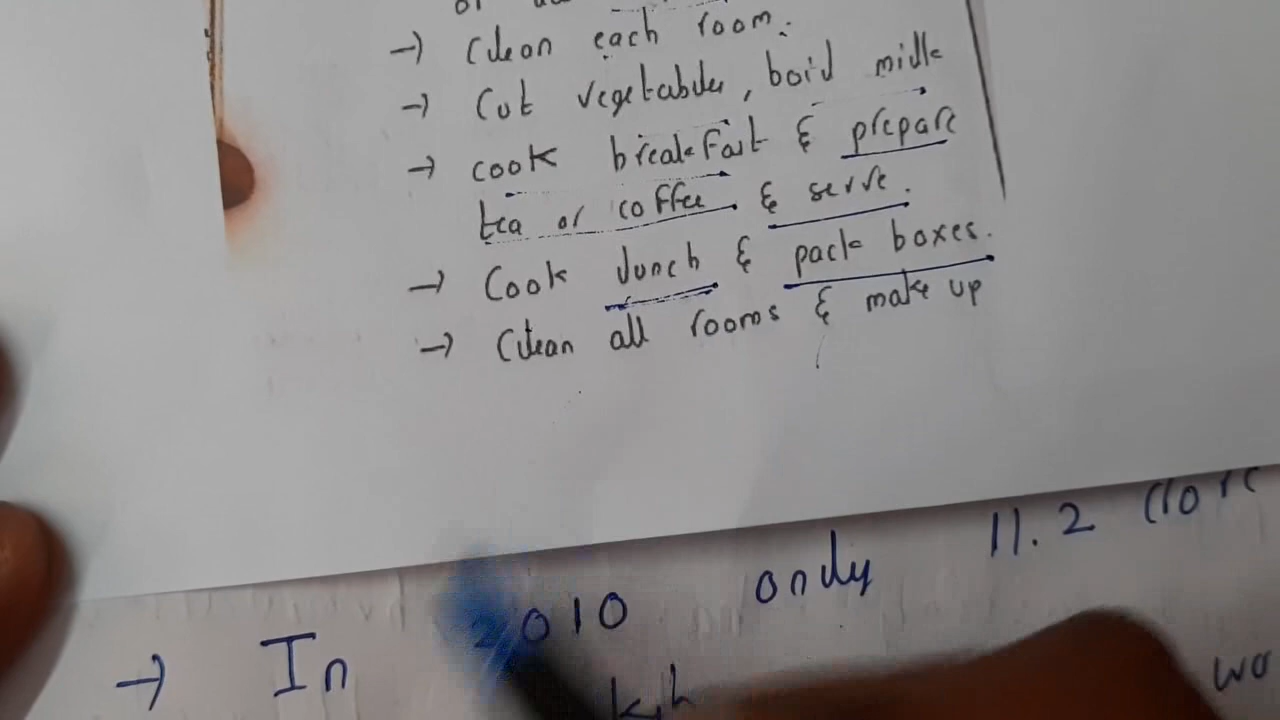 → Clean each room.
→ Cut vegetables, boil milk
→ cook breakfast & prepare
tea or coffee & serve.
→ Cook lunch & pack boxes.
→ Clean all rooms & make up
→ In 2010 only 11.2